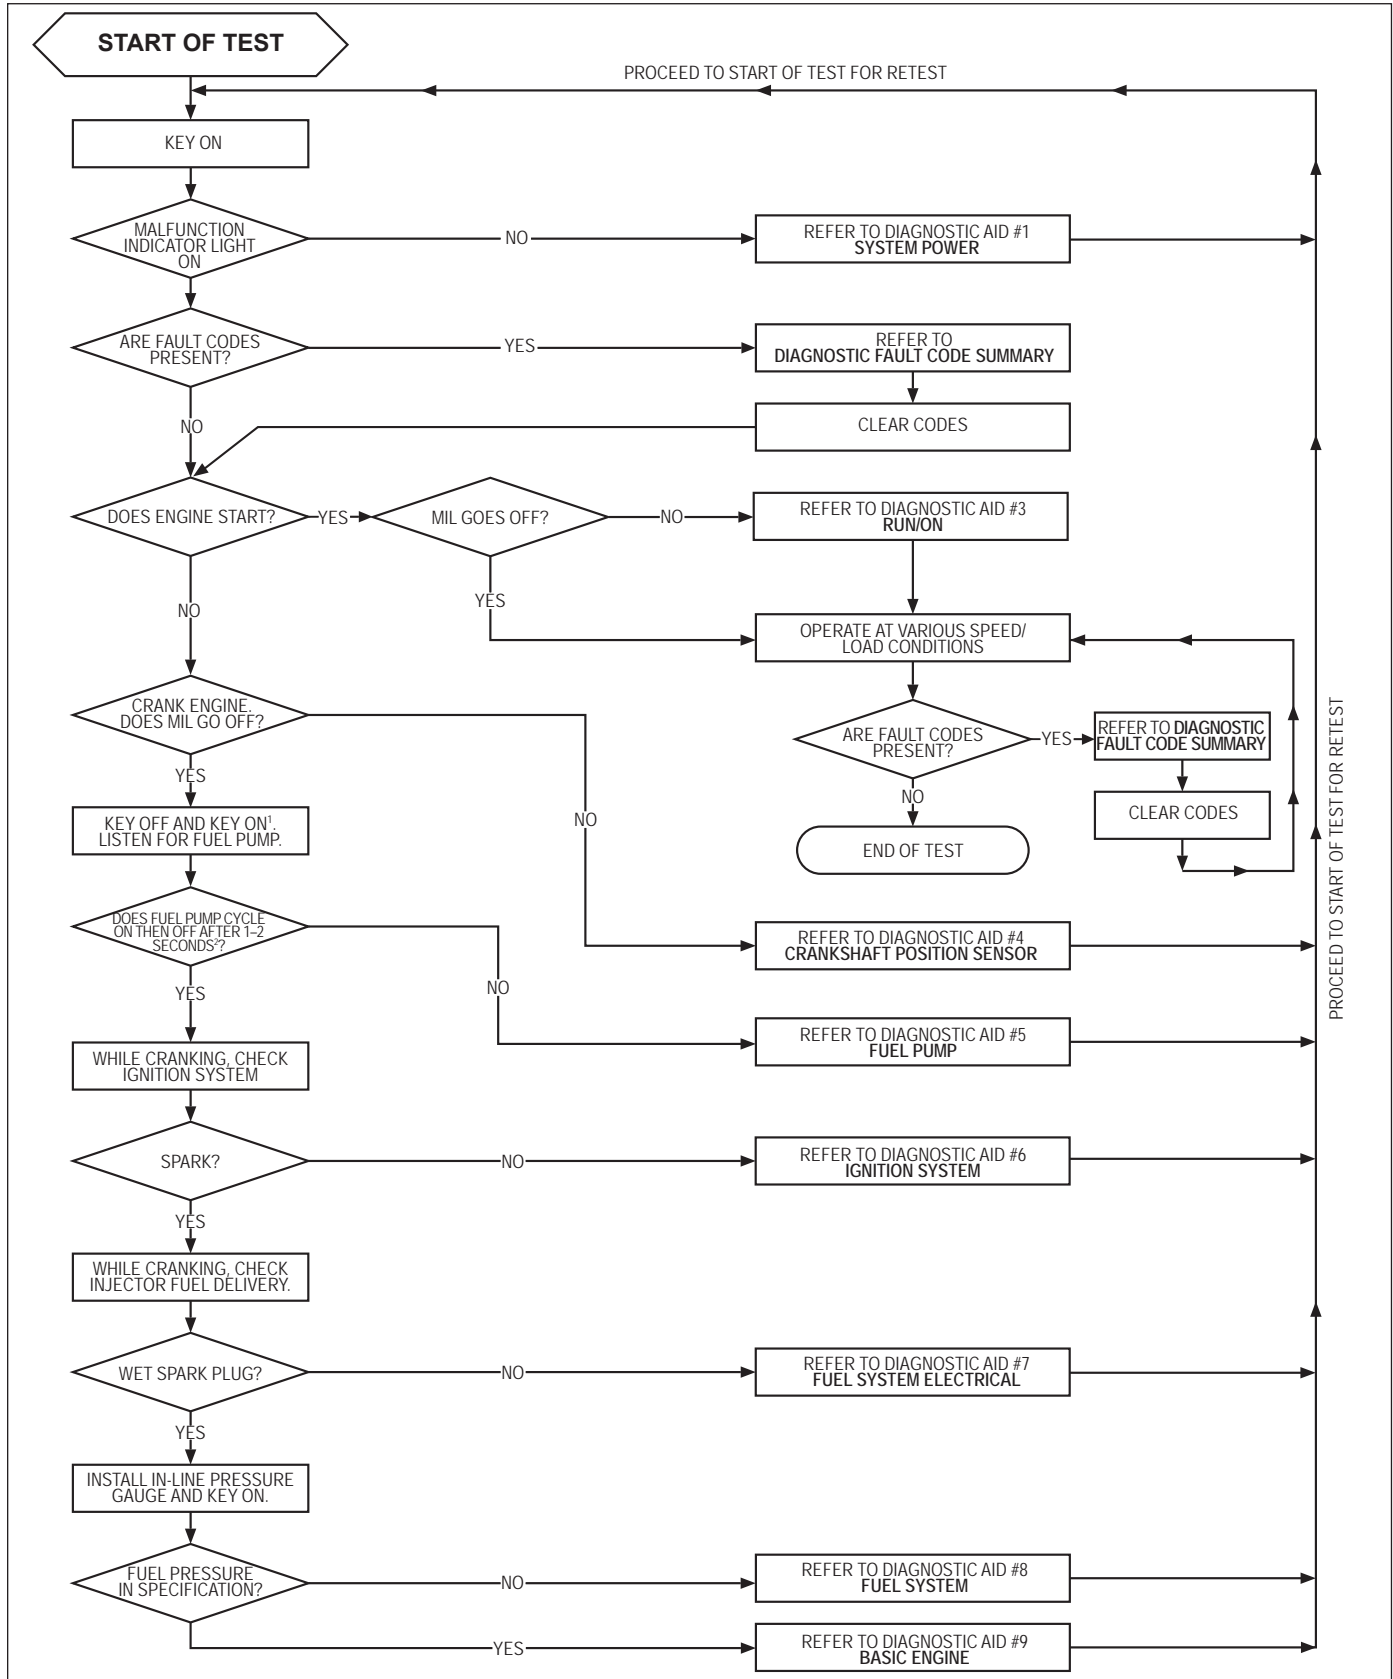 START OF TEST
PROCEED TO START OF TEST FOR RETEST
KEY ON
MALFUNCTION
INDICATOR LIGHT
ON
NO
REFER TO DIAGNOSTIC AID #1
SYSTEM POWER
ARE FAULT CODES
PRESENT?
YES
REFER TO
DIAGNOSTIC FAULT CODE SUMMARY
CLEAR CODES
NO
DOES ENGINE START?
YES
MIL GOES OFF?
NO
REFER TO DIAGNOSTIC AID #3
RUN/ON
YES
NO
OPERATE AT VARIOUS SPEED/
LOAD CONDITIONS
CRANK ENGINE.
DOES MIL GO OFF?
ARE FAULT CODES
PRESENT?
YES
REFER TO DIAGNOSTIC
FAULT CODE SUMMARY
CLEAR CODES
NO
END OF TEST
PROCEED TO START OF TEST FOR RETEST
YES
KEY OFF AND KEY ON¹.
LISTEN FOR FUEL PUMP.
NO
DOES FUEL PUMP CYCLE
ON THEN OFF AFTER 1–2
SECONDS²?
REFER TO DIAGNOSTIC AID #4
CRANKSHAFT POSITION SENSOR
YES
NO
REFER TO DIAGNOSTIC AID #5
FUEL PUMP
WHILE CRANKING, CHECK
IGNITION SYSTEM
SPARK?
NO
REFER TO DIAGNOSTIC AID #6
IGNITION SYSTEM
YES
WHILE CRANKING, CHECK
INJECTOR FUEL DELIVERY.
WET SPARK PLUG?
NO
REFER TO DIAGNOSTIC AID #7
FUEL SYSTEM ELECTRICAL
YES
INSTALL IN-LINE PRESSURE
GAUGE AND KEY ON.
FUEL PRESSURE
IN SPECIFICATION?
NO
REFER TO DIAGNOSTIC AID #8
FUEL SYSTEM
YES
REFER TO DIAGNOSTIC AID #9
BASIC ENGINE